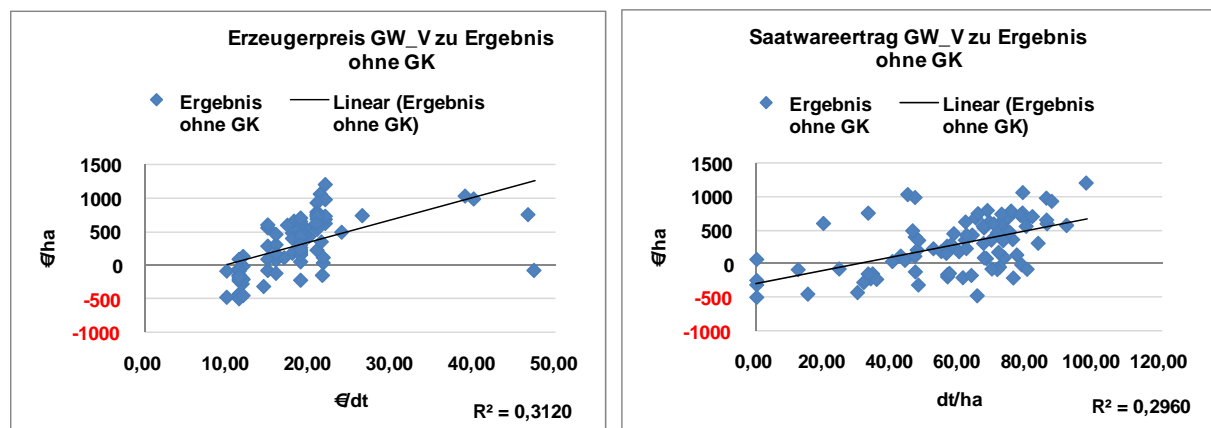 Erzeugerpreis GW_V zu Ergebnis
ohne GK
Ergebnis
ohne GK
Linear (Ergebnis
ohne GK)
1500
1000
500
0
-500
-1000
€/ha
0,00 10,00 20,00 30,00 40,00 50,00
€/dt
R² = 0,3120
Saatwareertrag GW_V zu Ergebnis
ohne GK
Ergebnis
ohne GK
Linear (Ergebnis
ohne GK)
1500
1000
500
0
-500
-1000
€/ha
0,00 20,00 40,00 60,00 80,00 100,00 120,00
dt/ha
R² = 0,2960